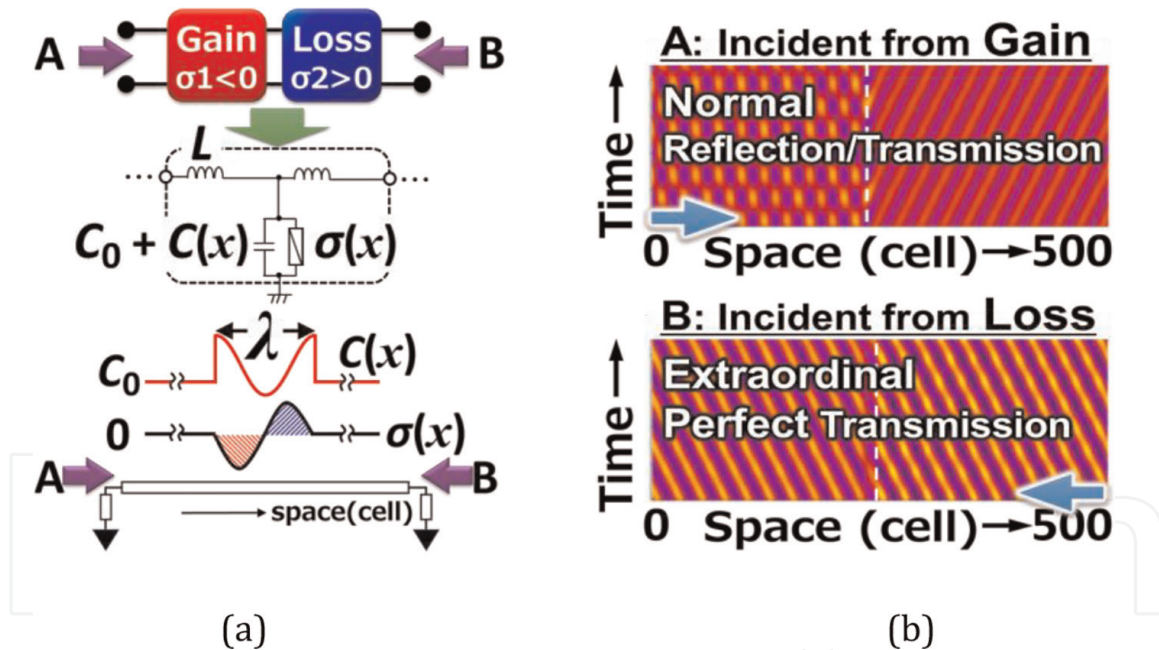 A
Gain
σ1<0
Loss
σ2>0
B
L
C₀ + C(x)
σ(x)
λ
C₀
C(x)
0
σ(x)
A
B
space(cell)
(a)
A: Incident from Gain
Time→
Normal
Reflection/Transmission
0 Space (cell)→500
B: Incident from Loss
Time→
Extraordinal
Perfect Transmission
0 Space (cell)→500
(b)